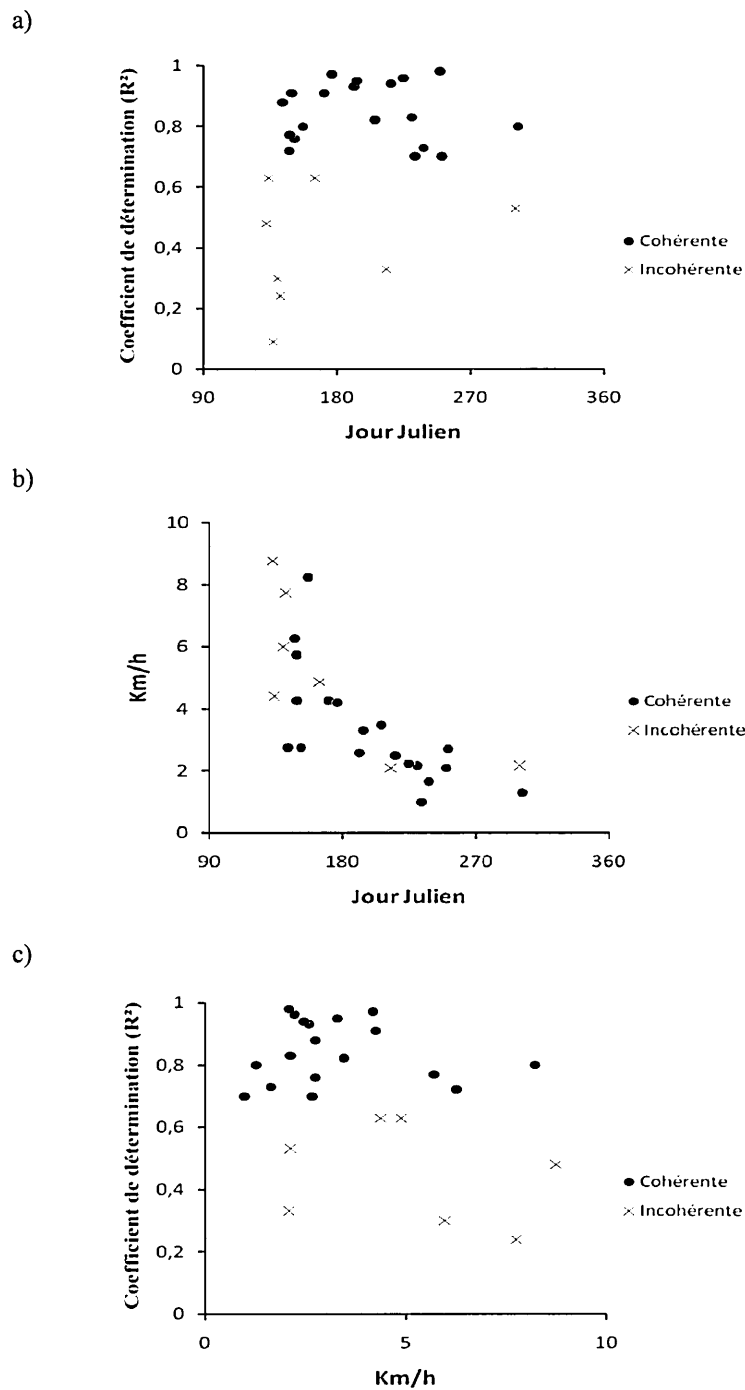 a)
1
0,8
0,6
0,4
0,2
0
Coefficient de détermination (R²)
90 180 270 360
Jour Julien
Cohérente
Incohérente
b)
10
8
6
4
2
0
Km/h
90 180 270 360
Jour Julien
Cohérente
Incohérente
c)
1
0,8
0,6
0,4
0,2
0
Coefficient de détermination (R²)
0 5 10
Km/h
Cohérente
Incohérente